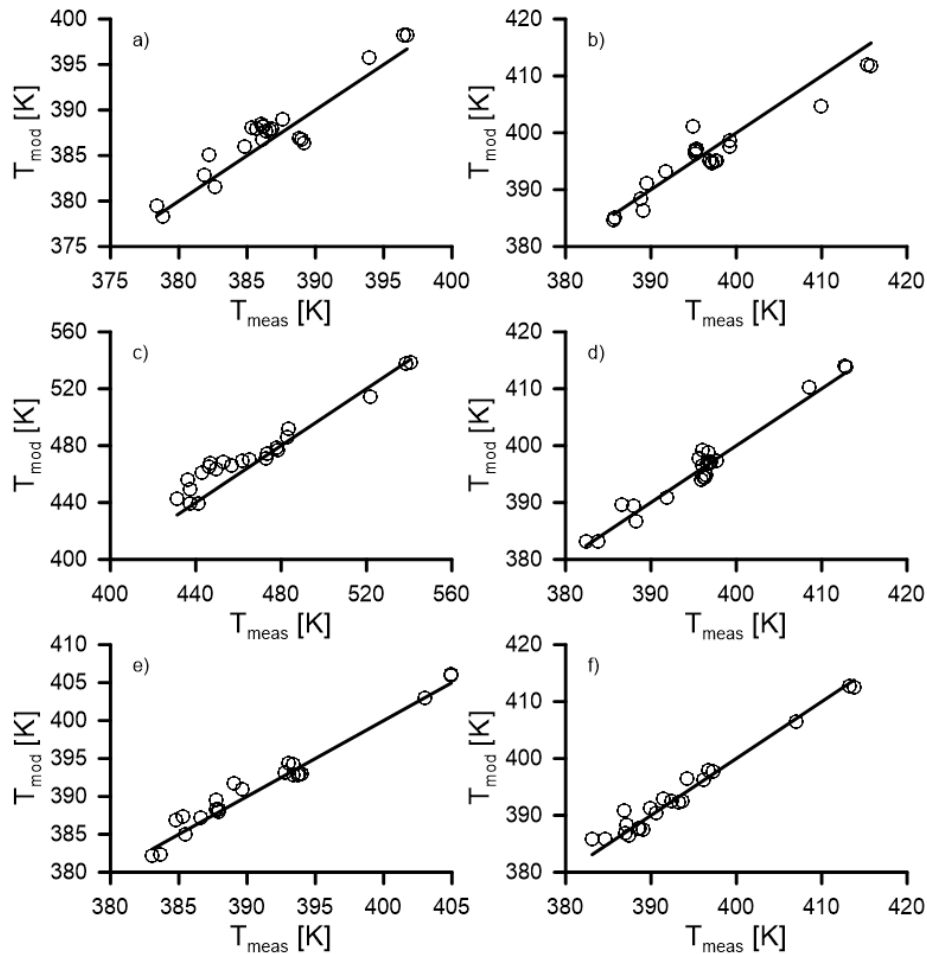 400
395
390
385
380
375
T_mod [K]
a)
375 380 385 390 395 400
T_meas [K]
420
410
400
390
380
T_mod [K]
b)
380 390 400 410 420
T_meas [K]
560
520
480
440
400
T_mod [K]
c)
400 440 480 520 560
T_meas [K]
420
410
400
390
380
T_mod [K]
d)
380 390 400 410 420
T_meas [K]
410
405
400
395
390
385
380
T_mod [K]
e)
380 385 390 395 400 405
T_meas [K]
420
410
400
390
380
T_mod [K]
f)
380 390 400 410 420
T_meas [K]